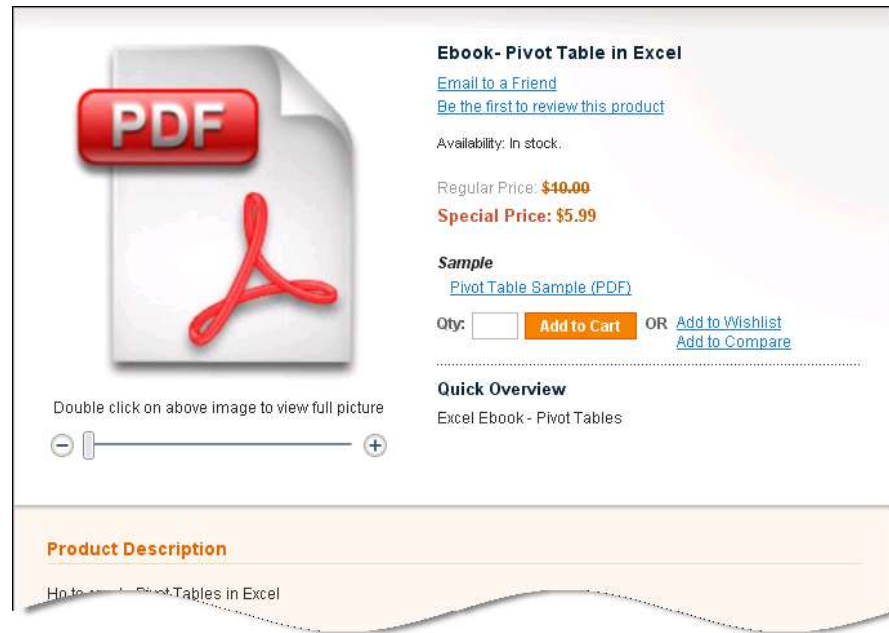 PDF
Ebook- Pivot Table in Excel
Email to a Friend
Be the first to review this product
Availability: In stock.
Regular Price: $10.00
Special Price: $5.99
Sample
Pivot Table Sample (PDF)
Qty: Add to Cart OR Add to Wishlist
Add to Compare
Quick Overview
Excel Ebook - Pivot Tables
Double click on above image to view full picture
Product Description
Ho to Pivot Tables in Excel